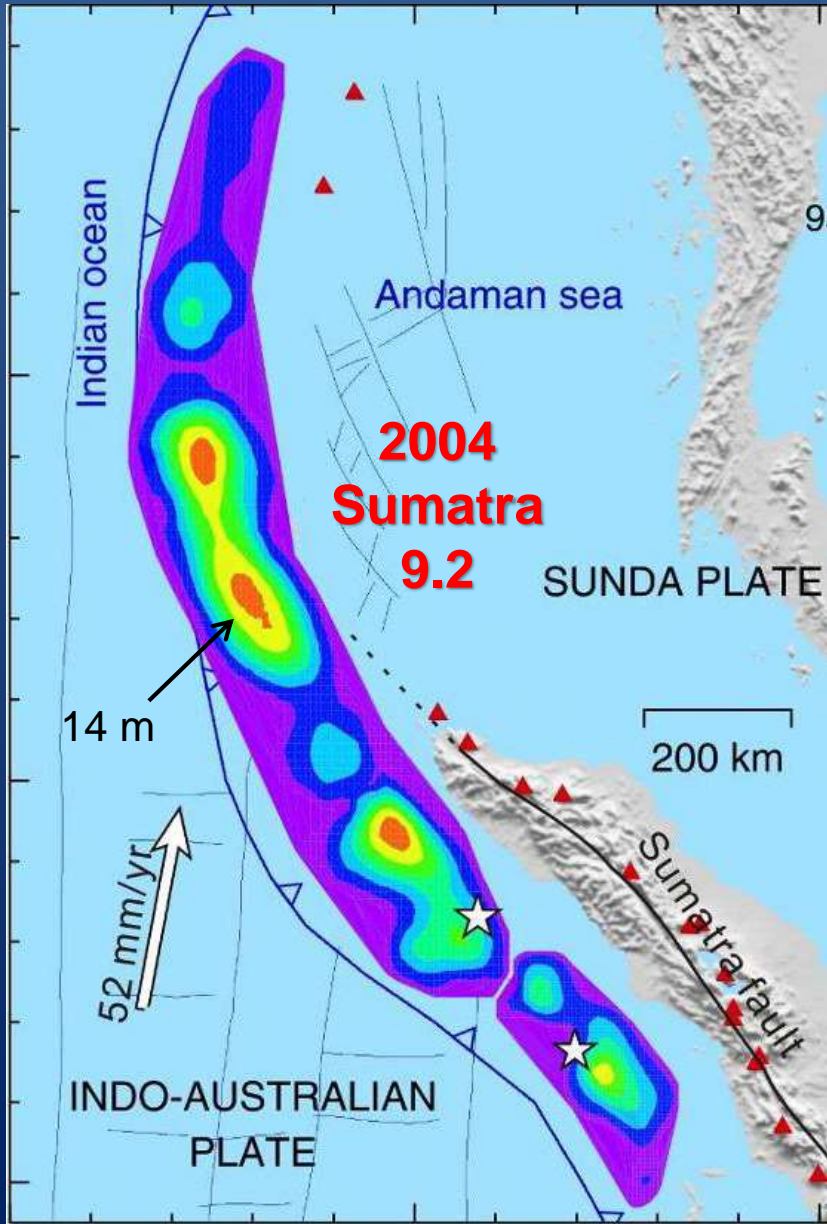 Indian ocean
9
Andaman sea
2004
Sumatra
9.2
SUNDA PLATE
14 m
200 km
Sumatra fault
52 mm/yr
INDO-AUSTRALIAN
PLATE